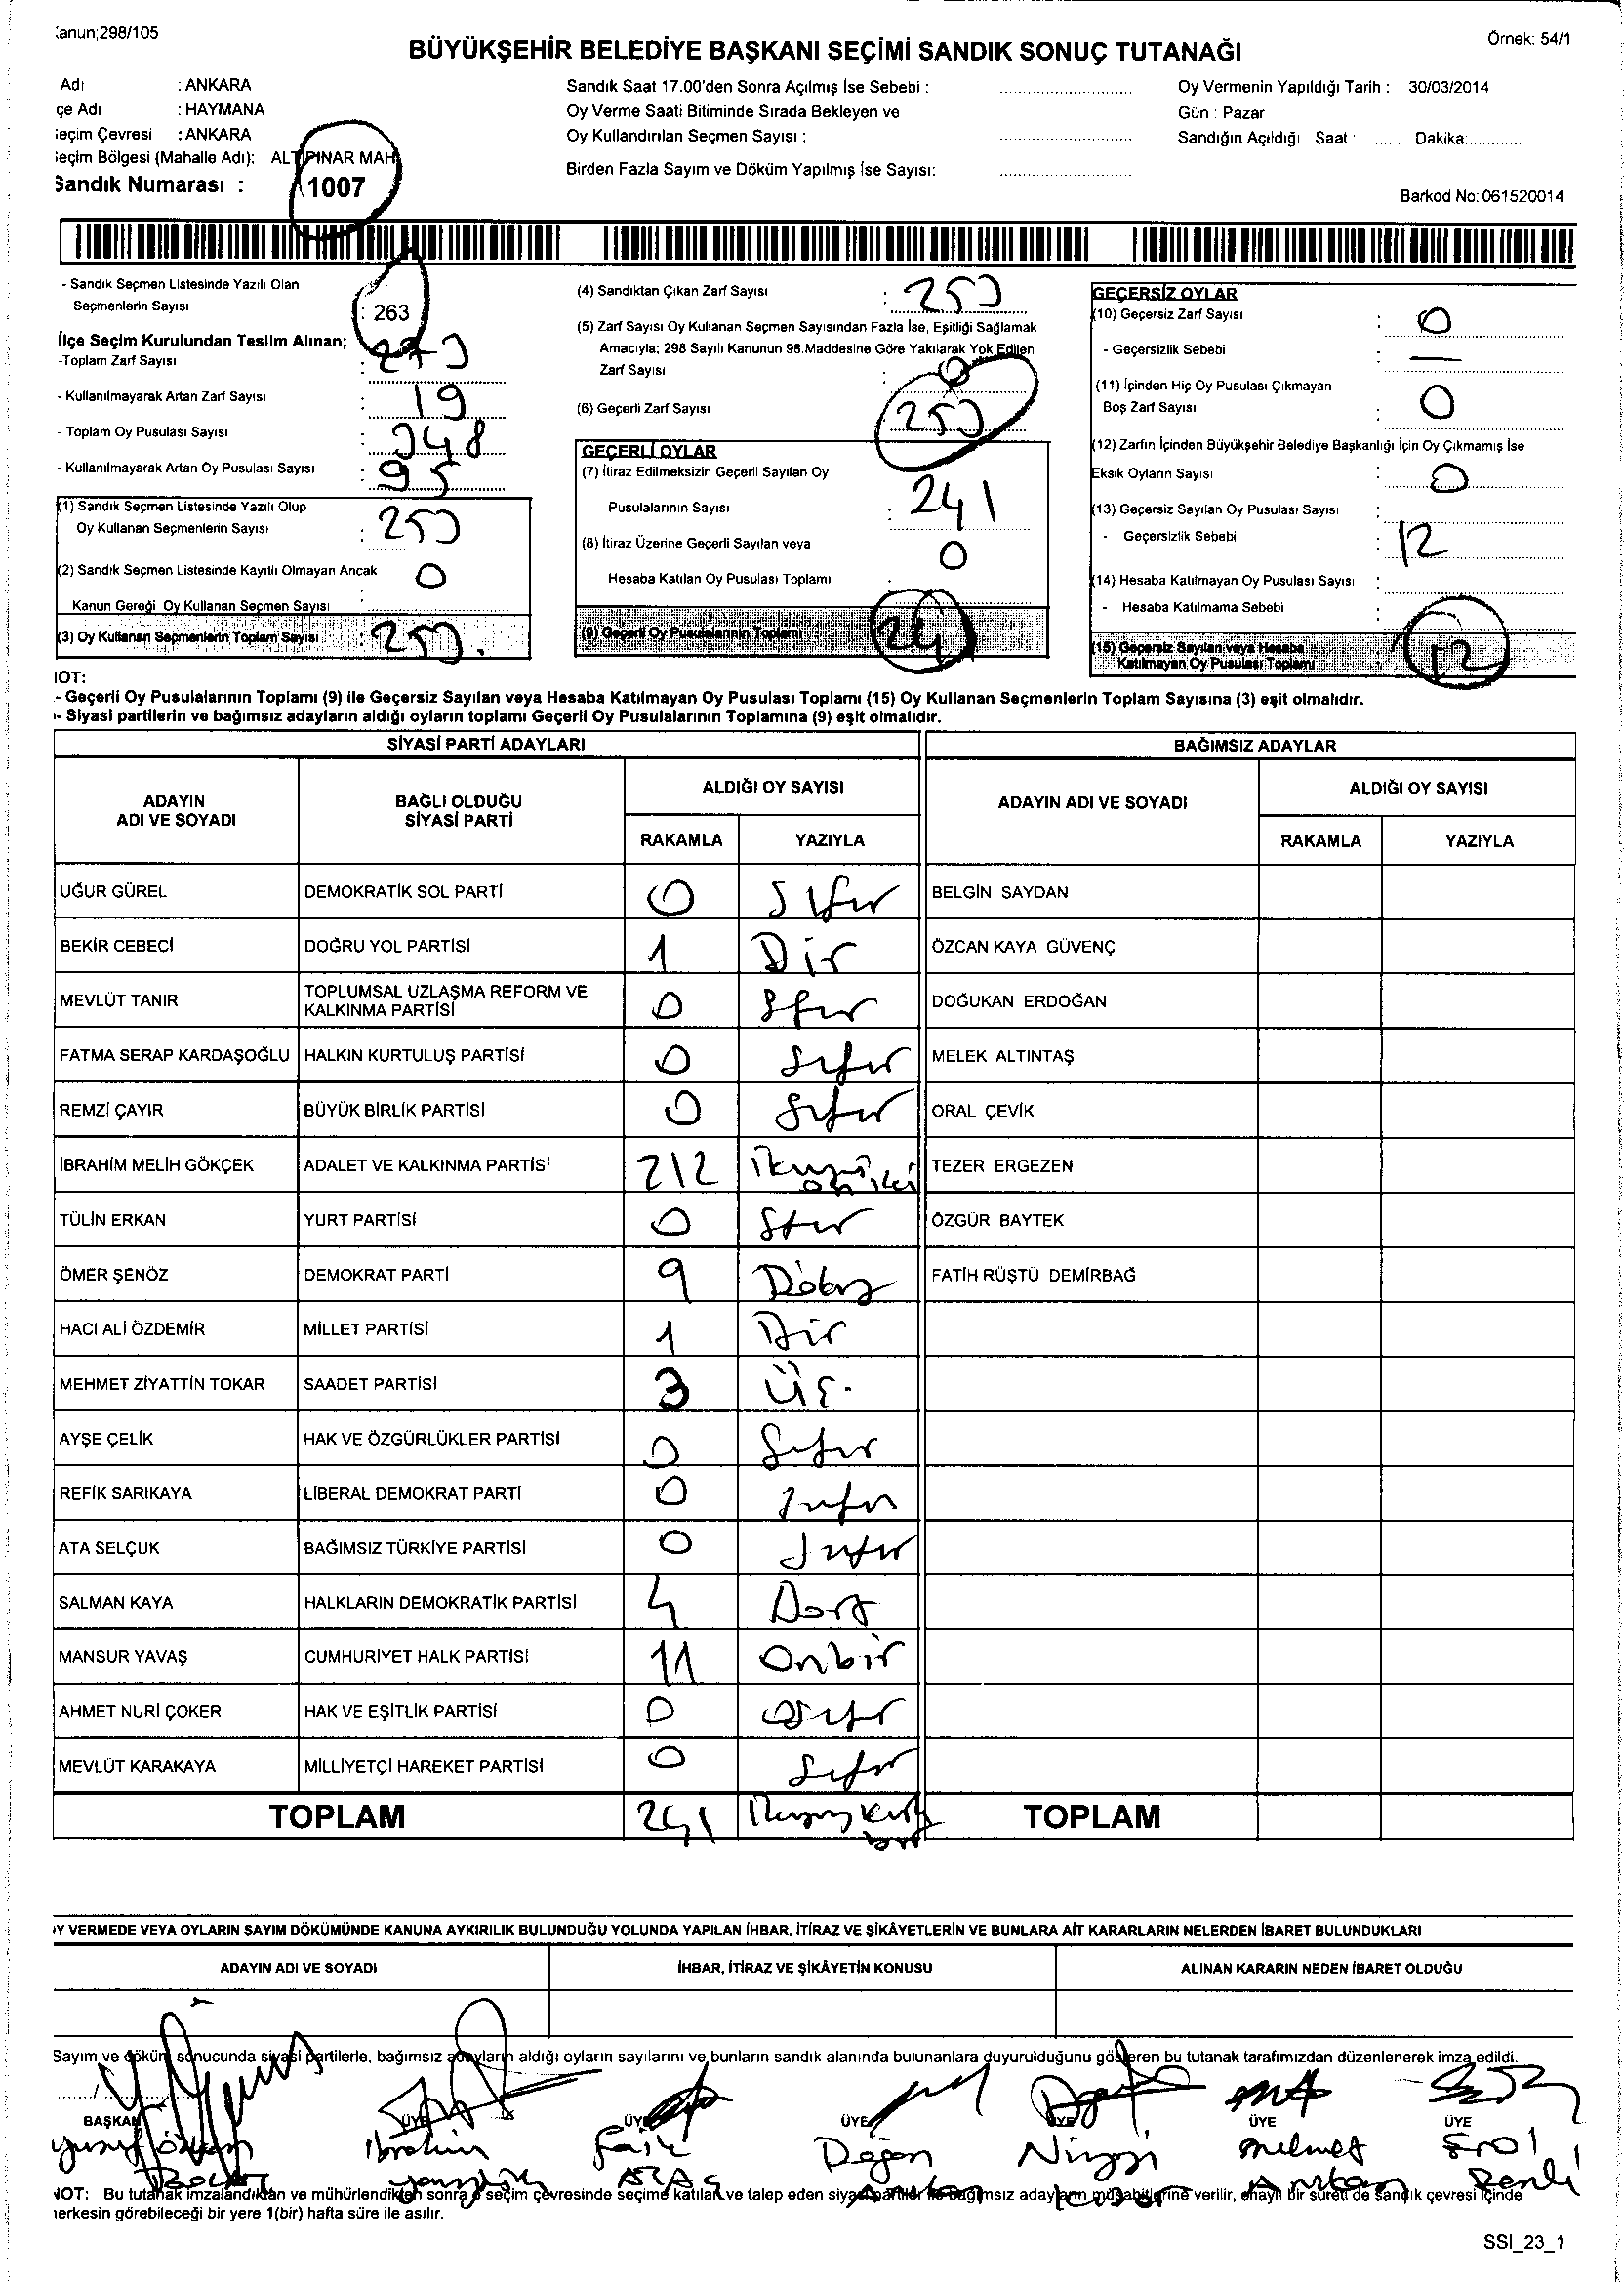 anun;298/105
Örnek: 54/1
BÜYÜKŞEHİR BELEDİYE BAŞKANI SEÇİMİ SANDIK SONUÇ TUTANAĞI
Adı : ANKARA
çe Adı : HAYMANA
eçim Çevresi : ANKARA
eçim Bölgesi (Mahalle Adı): ALTIPINAR MAH
Sandık Numarası : 1007
Sandık Saat 17.00'den Sonra Açılmış İse Sebebi :
Oy Verme Saati Bitiminde Sırada Bekleyen ve
Oy Kullandırılan Seçmen Sayısı :
Birden Fazla Sayım ve Döküm Yapılmış İse Sayısı:
Oy Vermenin Yapıldığı Tarih : 30/03/2014
Gün : Pazar
Sandığın Açıldığı Saat :........... Dakika:............
Barkod No: 061520014
- Sandık Seçmen Listesinde Yazılı Olan
Seçmenlerin Sayısı : 263
İlçe Seçim Kurulundan Teslim Alınan;
-Toplam Zarf Sayısı : 273
- Kullanılmayarak Artan Zarf Sayısı : 19
- Toplam Oy Pusulası Sayısı : 348
- Kullanılmayarak Artan Oy Pusulası Sayısı : 95
(1) Sandık Seçmen Listesinde Yazılı Olup
Oy Kullanan Seçmenlerin Sayısı : 253
(2) Sandık Seçmen Listesinde Kayıtlı Olmayan Ancak
Kanun Gereği Oy Kullanan Seçmen Sayısı : 0
(3) Oy Kullanan Seçmenlerin Toplam Sayısı : 253.
(4) Sandıktan Çıkan Zarf Sayısı : 253
(5) Zarf Sayısı Oy Kullanan Seçmen Sayısından Fazla İse, Eşitliği Sağlamak
Amacıyla; 298 Sayılı Kanunun 98.Maddesine Göre Yakılarak Yok Edilen
Zarf Sayısı : 0
(6) Geçerli Zarf Sayısı 253
GEÇERLİ OYLAR
(7) İtiraz Edilmeksizin Geçerli Sayılan Oy
Pusulalarının Sayısı : 241
(8) İtiraz Üzerine Geçerli Sayılan veya
Hesaba Katılan Oy Pusulası Toplamı : 0
(9) Geçerli Oy Pusulalarının Toplamı : 241
GEÇERSİZ OYLAR
(10) Geçersiz Zarf Sayısı : 0
- Geçersizlik Sebebi : —
(11) İçinden Hiç Oy Pusulası Çıkmayan
Boş Zarf Sayısı : 0
(12) Zarfın İçinden Büyükşehir Belediye Başkanlığı İçin Oy Çıkmamış İse
Eksik Oyların Sayısı : 0
(13) Geçersiz Sayılan Oy Pusulası Sayısı :
- Geçersizlik Sebebi : 12
(14) Hesaba Katılmayan Oy Pusulası Sayısı :
- Hesaba Katılmama Sebebi :
(15) Geçersiz Sayılan veya Hesaba
Katılmayan Oy Pusulası Toplamı : 12
NOT:
- Geçerli Oy Pusulalarının Toplamı (9) ile Geçersiz Sayılan veya Hesaba Katılmayan Oy Pusulası Toplamı (15) Oy Kullanan Seçmenlerin Toplam Sayısına (3) eşit olmalıdır.
- Siyasi partilerin ve bağımsız adayların aldığı oyların toplamı Geçerli Oy Pusulalarının Toplamına (9) eşit olmalıdır.
SİYASİ PARTİ ADAYLARI BAĞIMSIZ ADAYLAR
ADAYIN ADI VE SOYADI BAĞLI OLDUĞU SİYASİ PARTİ ALDIĞI OY SAYISI ADAYIN ADI VE SOYADI ALDIĞI OY SAYISI
RAKAMLA YAZIYLA RAKAMLA YAZIYLA
UĞUR GÜREL DEMOKRATİK SOL PARTİ 0 Sıfır BELGİN SAYDAN
BEKİR CEBECİ DOĞRU YOL PARTİSİ 1 Bir ÖZCAN KAYA GÜVENÇ
MEVLÜT TANIR TOPLUMSAL UZLAŞMA REFORM VE KALKINMA PARTİSİ 0 Sıfır DOĞUKAN ERDOĞAN
FATMA SERAP KARDAŞOĞLU HALKIN KURTULUŞ PARTİSİ 0 Sıfır MELEK ALTINTAŞ
REMZİ ÇAYIR BÜYÜK BİRLİK PARTİSİ 0 Sıfır ORAL ÇEVİK
İBRAHİM MELİH GÖKÇEK ADALET VE KALKINMA PARTİSİ 212 ikiyüz on iki TEZER ERGEZEN
TÜLİN ERKAN YURT PARTİSİ 0 Sıfır ÖZGÜR BAYTEK
ÖMER ŞENÖZ DEMOKRAT PARTİ 9 Dokuz FATİH RÜŞTÜ DEMİRBAĞ
HACI ALİ ÖZDEMİR MİLLET PARTİSİ 1 Bir
MEHMET ZİYATTİN TOKAR SAADET PARTİSİ 3 Üç.
AYŞE ÇELİK HAK VE ÖZGÜRLÜKLER PARTİSİ 0 Sıfır
REFİK SARIKAYA LİBERAL DEMOKRAT PARTİ 0 Sıfır
ATA SELÇUK BAĞIMSIZ TÜRKİYE PARTİSİ 0 Sıfır
SALMAN KAYA HALKLARIN DEMOKRATİK PARTİSİ 4 Dört
MANSUR YAVAŞ CUMHURİYET HALK PARTİSİ 11 Onbir
AHMET NURİ ÇOKER HAK VE EŞİTLİK PARTİSİ 0 Sıfır
MEVLÜT KARAKAYA MİLLİYETÇİ HAREKET PARTİSİ 0 Sıfır
TOPLAM 241 İkiyüz kırk bir TOPLAM
Y VERMEDE VEYA OYLARIN SAYIM DÖKÜMÜNDE KANUNA AYKIRILIK BULUNDUĞU YOLUNDA YAPILAN İHBAR, İTİRAZ VE ŞİKÂYETLERİN VE BUNLARA AİT KARARLARIN NELERDEN İBARET BULUNDUKLARI
ADAYIN ADI VE SOYADI İHBAR, İTİRAZ VE ŞİKÂYETİN KONUSU ALINAN KARARIN NEDEN İBARET OLDUĞU
Sayım ve döküm sonucunda siyasi partilerle, bağımsız adayların aldığı oyların sayılarını ve bunların sandık alanında bulunanlara duyurulduğunu gösteren bu tutanak tarafımızdan düzenlenerek imza edildi.
BAŞKAN ÜYE ÜYE ÜYE ÜYE ÜYE ÜYE
Yusuf İbrahim Faik Doğan Mehmet Erol
ARAS Arıkan
NOT: Bu tutanak imzalandıktan ve mühürlendikten sonra o seçim çevresinde seçime katılan ve talep eden siyasi partiler ile bağımsız adayların müşahitlerine verilir, onaylı bir sureti de sandık çevresi içinde
herkesin görebileceği bir yere 1(bir) hafta süre ile asılır.
SSI_23_1